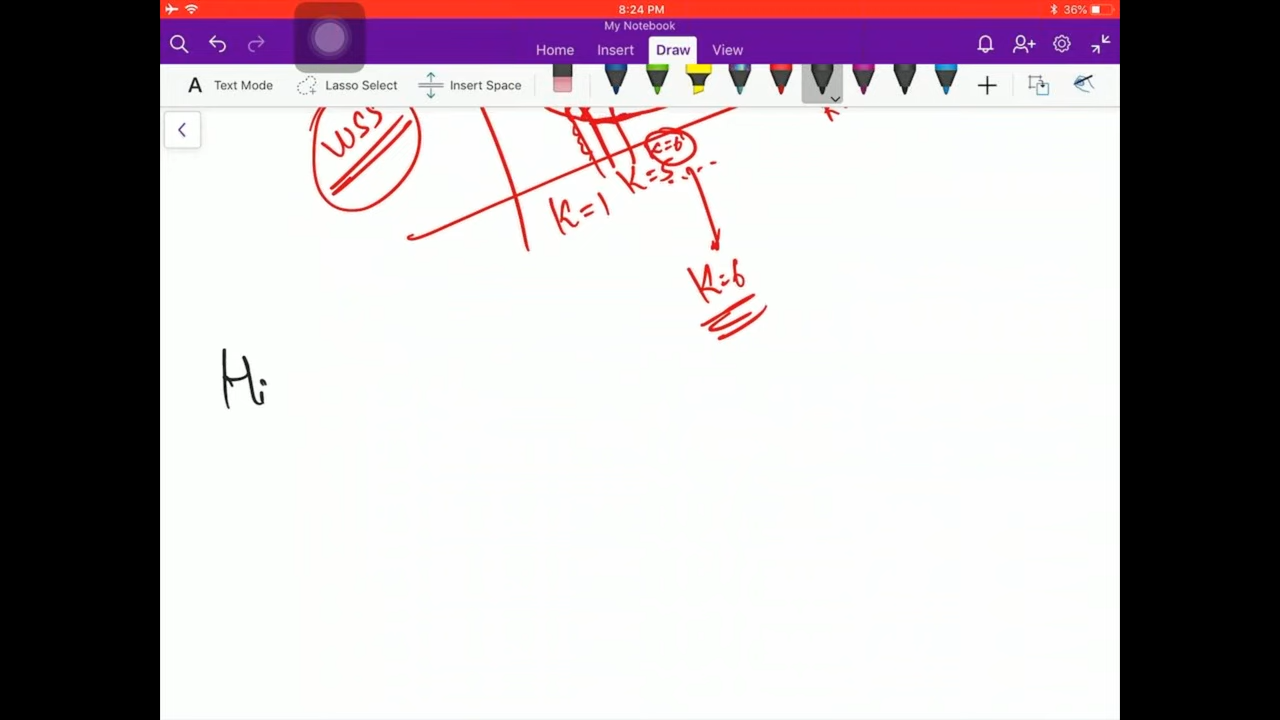 8:24 PM
36%
My Notebook
Home Insert Draw View
A Text Mode Lasso Select Insert Space
WSS
K=6
K=5....
K=1
K=6
Hi